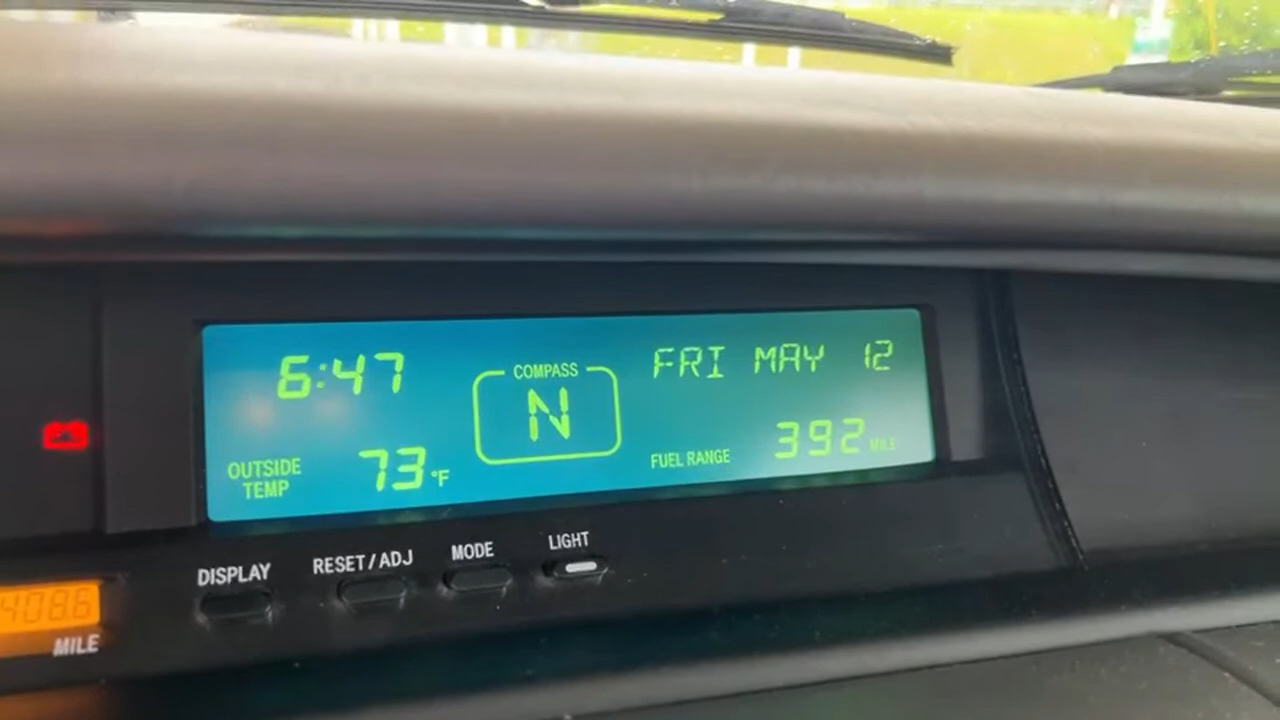 6:47
COMPASS
N
FRI MAY 12
OUTSIDE
TEMP
73°F
FUEL RANGE
392 MILE
DISPLAY
RESET/ADJ
MODE
LIGHT
4086
MILE